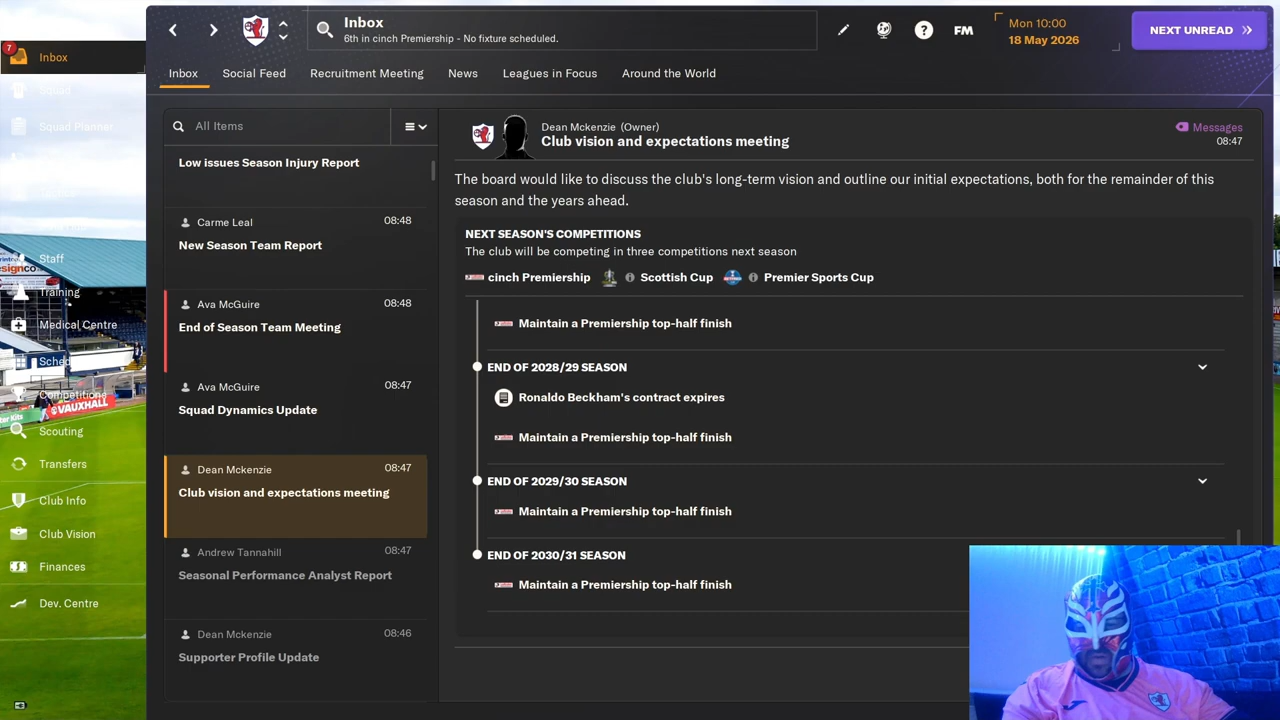 Inbox
6th in cinch Premiership - No fixture scheduled.
FM
Mon 10:00
18 May 2026
NEXT UNREAD
7
Inbox
Squad
Squad Planner
Staff
Training
Medical Centre
Sched
Competitions
Scouting
Transfers
Club Info
Club Vision
Finances
Dev. Centre
Inbox
Social Feed
Recruitment Meeting
News
Leagues in Focus
Around the World
All Items
Low issues Season Injury Report
Carme Leal
08:48
New Season Team Report
Ava McGuire
08:48
End of Season Team Meeting
Ava McGuire
08:47
Squad Dynamics Update
Dean Mckenzie
08:47
Club vision and expectations meeting
Andrew Tannahill
08:47
Seasonal Performance Analyst Report
Dean Mckenzie
08:46
Supporter Profile Update
Dean Mckenzie (Owner)
Club vision and expectations meeting
Messages
08:47
The board would like to discuss the club's long-term vision and outline our initial expectations, both for the remainder of this
season and the years ahead.
NEXT SEASON'S COMPETITIONS
The club will be competing in three competitions next season
cinch Premiership
Scottish Cup
Premier Sports Cup
Maintain a Premiership top-half finish
END OF 2028/29 SEASON
Ronaldo Beckham's contract expires
Maintain a Premiership top-half finish
END OF 2029/30 SEASON
Maintain a Premiership top-half finish
END OF 2030/31 SEASON
Maintain a Premiership top-half finish
VAUXHALL